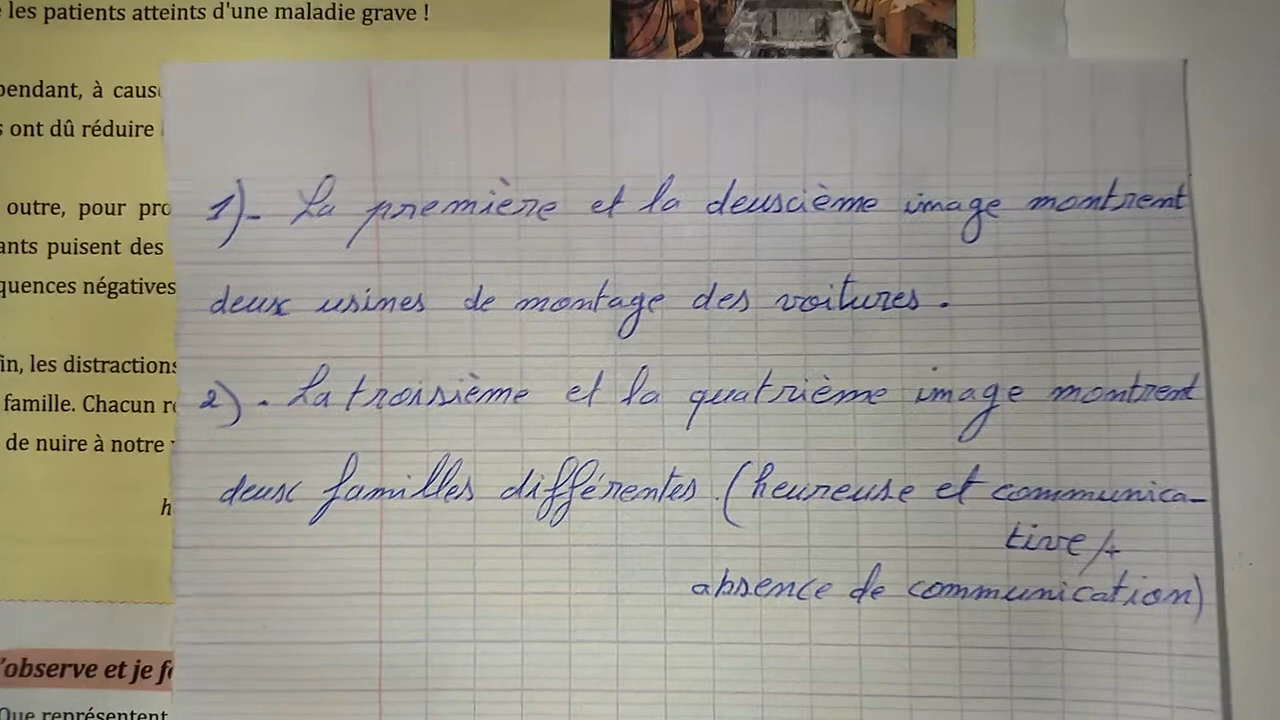 les patients atteints d'une maladie grave !
pendant, à caus
ont dû réduire
outre, pour pro
ants puisent des
quences négatives
in, les distractions
famille. Chacun r
de nuire à notre
h
'observe et je f
Que représentent
1)- La première et la deuxième image montrent
deux usines de montage des voitures.
2). La troisième et la quatrième image montrent
deux familles différentes. (heureuse et communica-
tive /+
absence de communication)